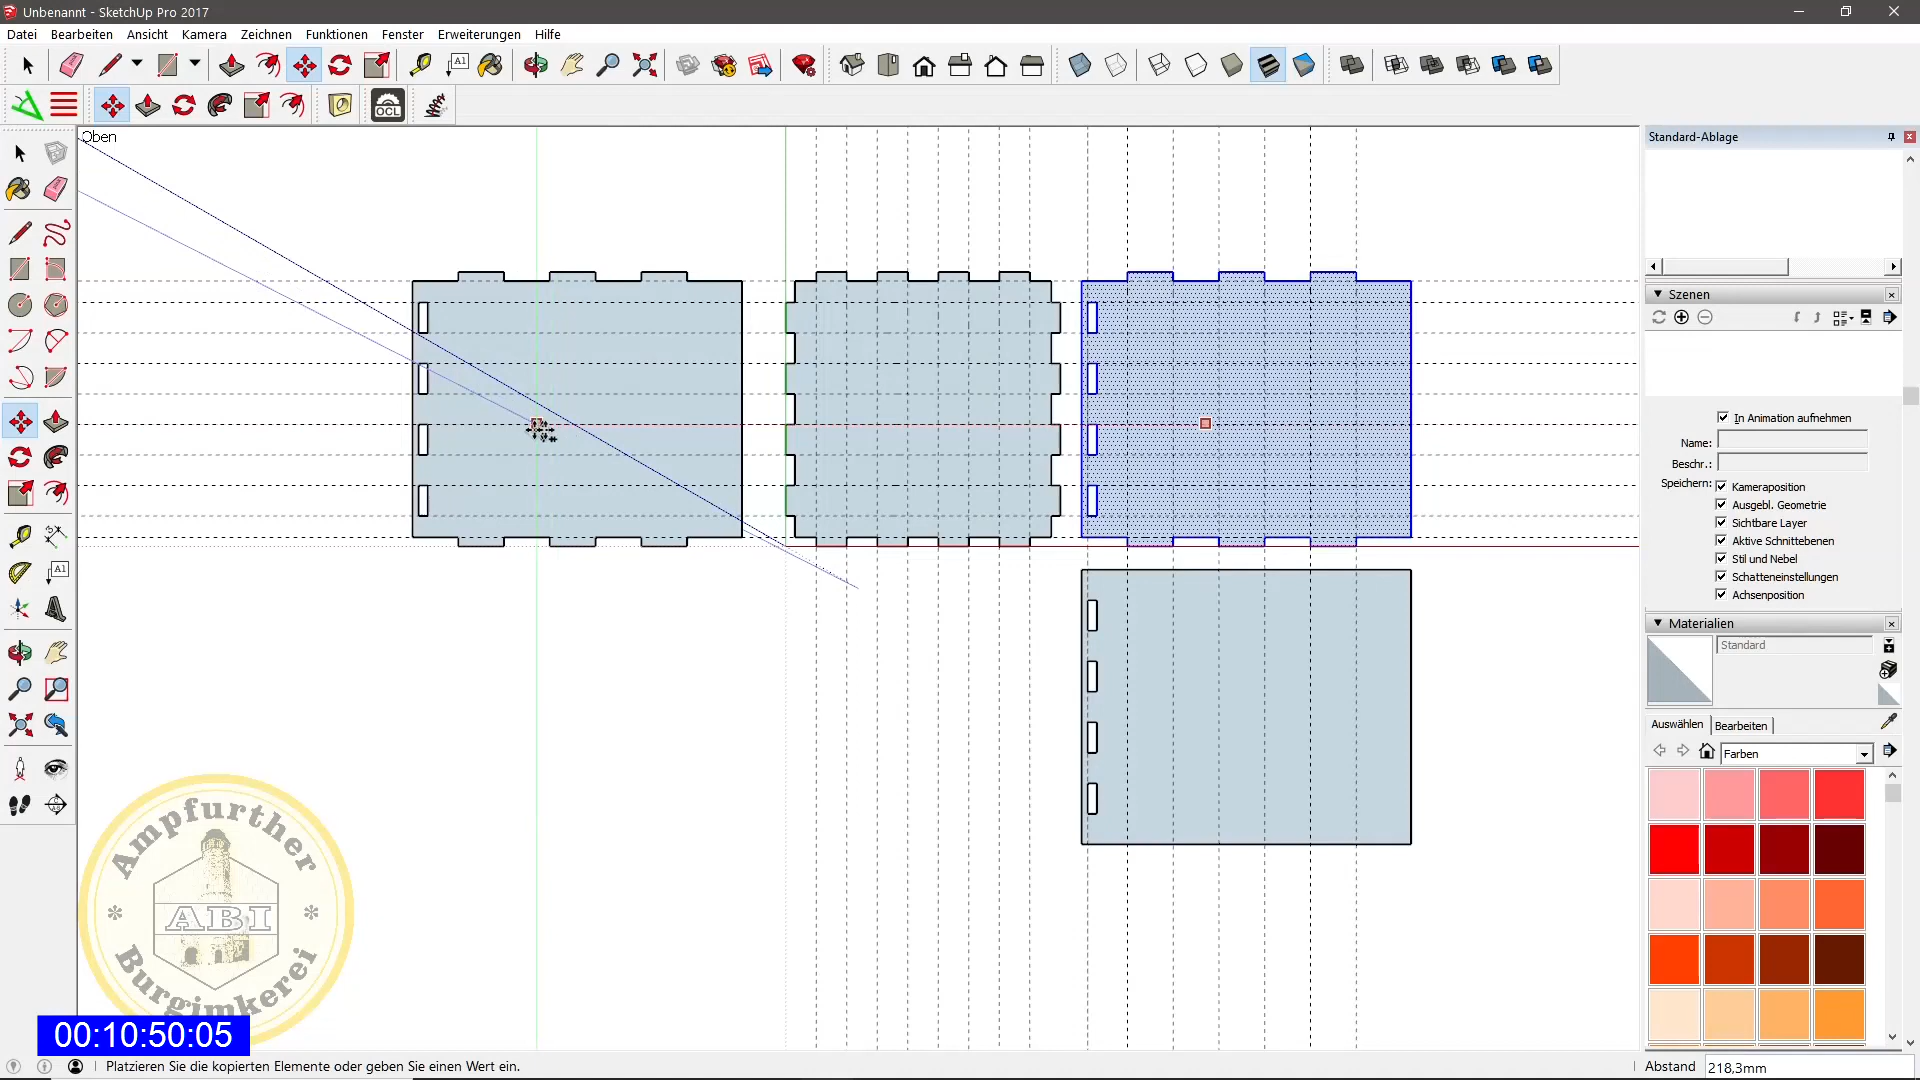 Unbenannt - SketchUp Pro 2017
Datei Bearbeiten Ansicht Kamera Zeichnen Funktionen Fenster Erweiterungen Hilfe
A1
OCL
Oben
A1
Standard-Ablage
Szenen
In Animation aufnehmen
Name:
Beschr.:
Speichern:
Kameraposition
Ausgebl. Geometrie
Sichtbare Layer
Aktive Schnittebenen
Stil und Nebel
Schatteneinstellungen
Achsenposition
Materialien
Standard
Auswählen Bearbeiten
Farben
Ampfurther
ABI
Burgimkerei
00:10:50:05
Platzieren Sie die kopierten Elemente oder geben Sie einen Wert ein.
Abstand 218,3mm